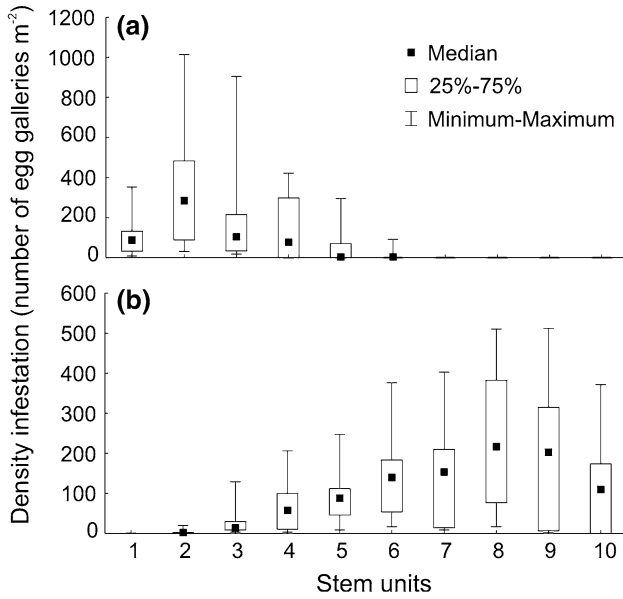 Density infestation (number of egg galleries m⁻²)
(a)
1200
1000
800
600
400
200
0
Median
25%-75%
Minimum-Maximum
(b)
600
500
400
300
200
100
0
1 2 3 4 5 6 7 8 9 10
Stem units